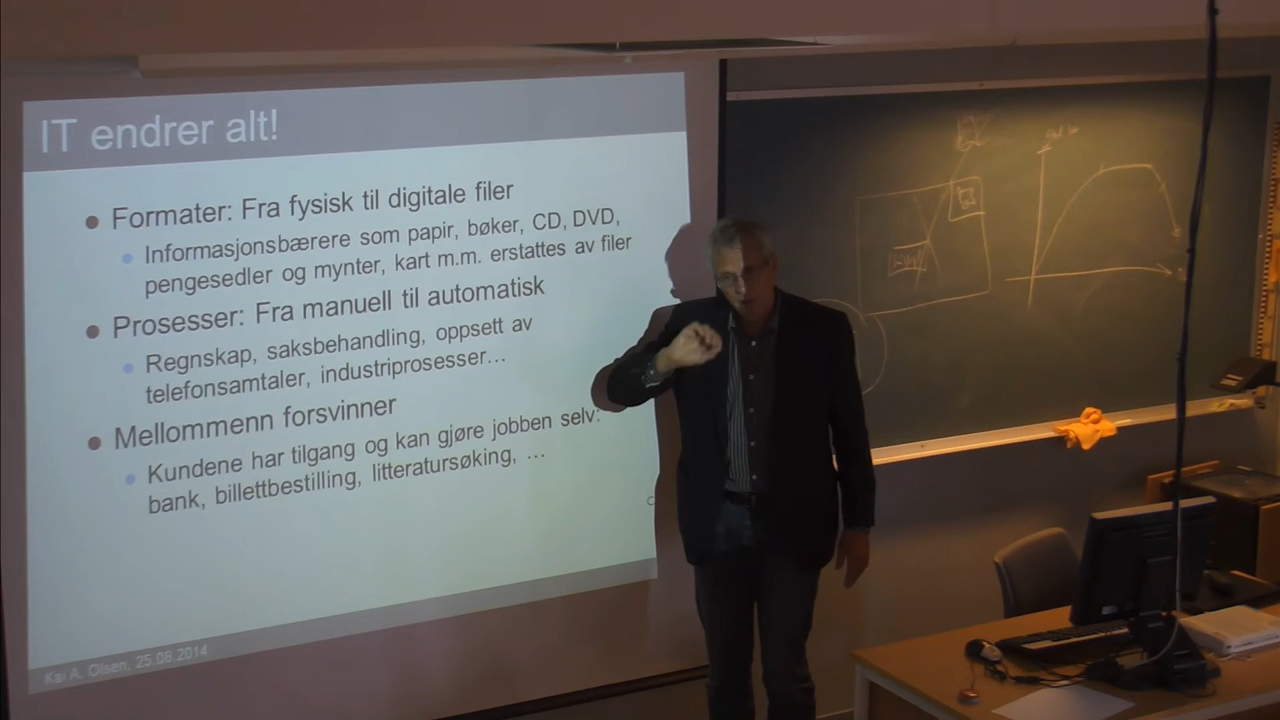 IT endrer alt!
Formater: Fra fysisk til digitale filer
Informasjonsbærere som papir, bøker, CD, DVD,
pengesedler og mynter, kart m.m. erstattes av filer
Prosesser: Fra manuell til automatisk
Regnskap, saksbehandling, oppsett av
telefonsamtaler, industriprosesser…
Mellommenn forsvinner
Kundene har tilgang og kan gjøre jobben selv:
bank, billettbestilling, litteratursøking, …
Kai A. Olsen, 25.08.2014